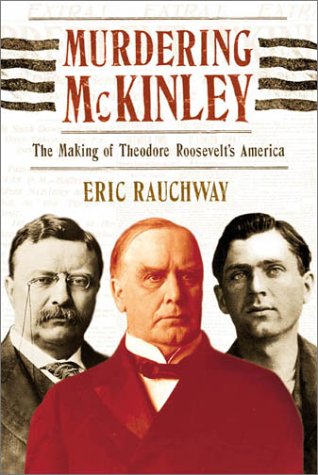 MURDERING
MCKINLEY
The Making of Theodore Roosevelt's America
ERIC RAUCHWAY